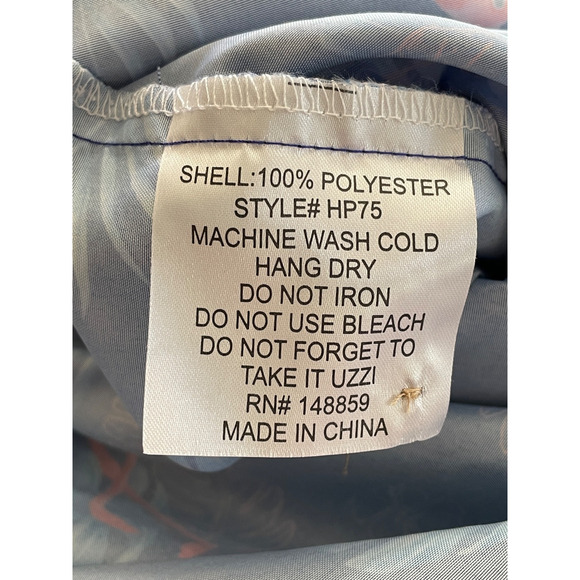 SHELL:100% POLYESTER
STYLE# HP75
MACHINE WASH COLD
HANG DRY
DO NOT IRON
DO NOT USE BLEACH
DO NOT FORGET TO
TAKE IT UZZI
RN# 148859
MADE IN CHINA